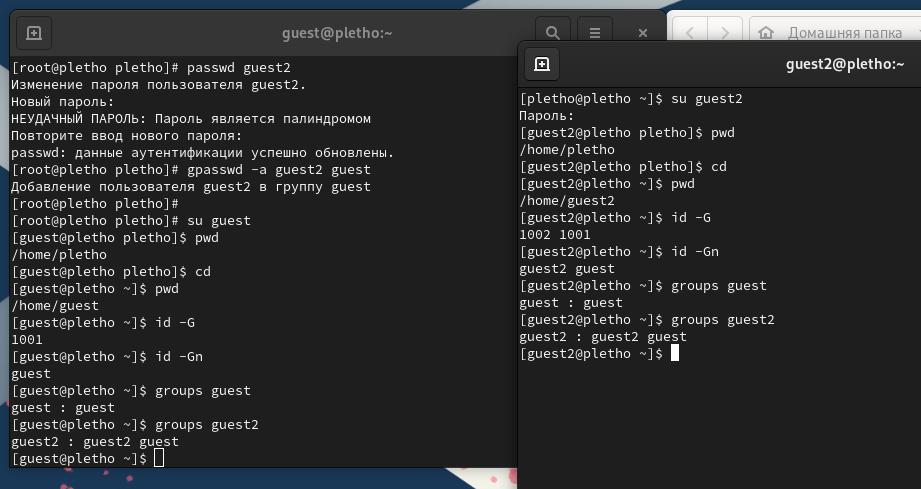 guest@pletho:~
[root@pletho pletho]# passwd guest2
Изменение пароля пользователя guest2.
Новый пароль:
НЕУДАЧНЫЙ ПАРОЛЬ: Пароль является палиндромом
Повторите ввод нового пароля:
passwd: данные аутентификации успешно обновлены.
[root@pletho pletho]# gpasswd -a guest2 guest
Добавление пользователя guest2 в группу guest
[root@pletho pletho]#
[root@pletho pletho]# su guest
[guest@pletho pletho]$ pwd
/home/pletho
[guest@pletho pletho]$ cd
[guest@pletho ~]$ pwd
/home/guest
[guest@pletho ~]$ id -G
1001
[guest@pletho ~]$ id -Gn
guest
[guest@pletho ~]$ groups guest
guest : guest
[guest@pletho ~]$ groups guest2
guest2 : guest2 guest
[guest@pletho ~]$
Домашняя папка
guest2@pletho:~
[pletho@pletho ~]$ su guest2
Пароль:
[guest2@pletho pletho]$ pwd
/home/pletho
[guest2@pletho pletho]$ cd
[guest2@pletho ~]$ pwd
/home/guest2
[guest2@pletho ~]$ id -G
1002 1001
[guest2@pletho ~]$ id -Gn
guest2 guest
[guest2@pletho ~]$ groups guest
guest : guest
[guest2@pletho ~]$ groups guest2
guest2 : guest2 guest
[guest2@pletho ~]$